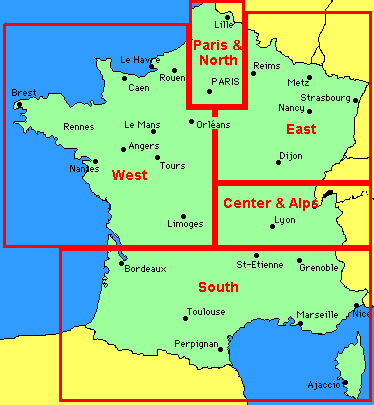 Lille
Paris &
North
Le Havre
Rouen
Reims
Caen
PARIS
Metz
Brest
Strasbourg
Nancy
Rennes
Le Mans
Orléans
East
Angers
Dijon
Nantes
Tours
West
Center & Alps
Limoges
Lyon
St-Etienne
Grenoble
Bordeaux
South
Toulouse
Marseille
Nice
Perpignan
Ajaccio